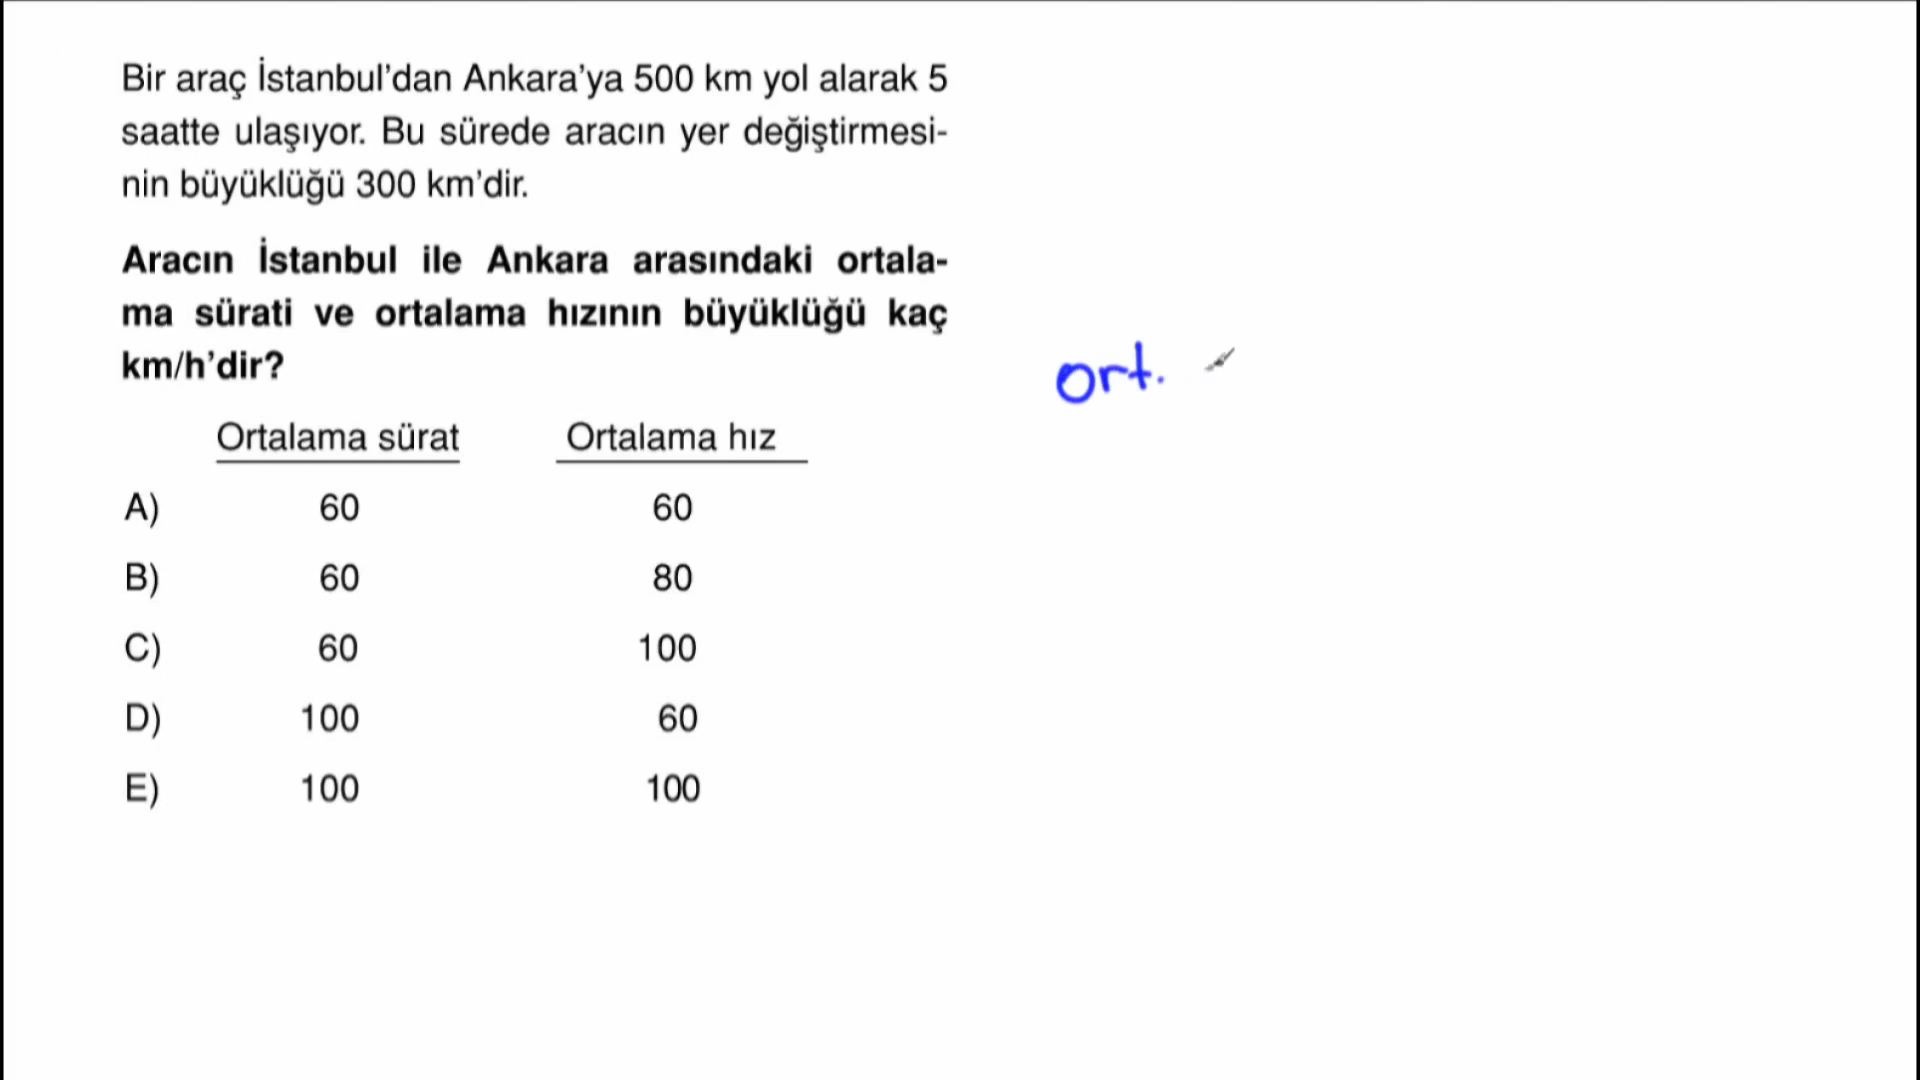 Bir araç İstanbul'dan Ankara'ya 500 km yol alarak 5
saatte ulaşıyor. Bu sürede aracın yer değiştirmesi-
nin büyüklüğü 300 km'dir.
Aracın İstanbul ile Ankara arasındaki ortala-
ma sürati ve ortalama hızının büyüklüğü kaç
km/h'dir?
Ortalama sürat Ortalama hız
A) 60 60
B) 60 80
C) 60 100
D) 100 60
E) 100 100
ort.